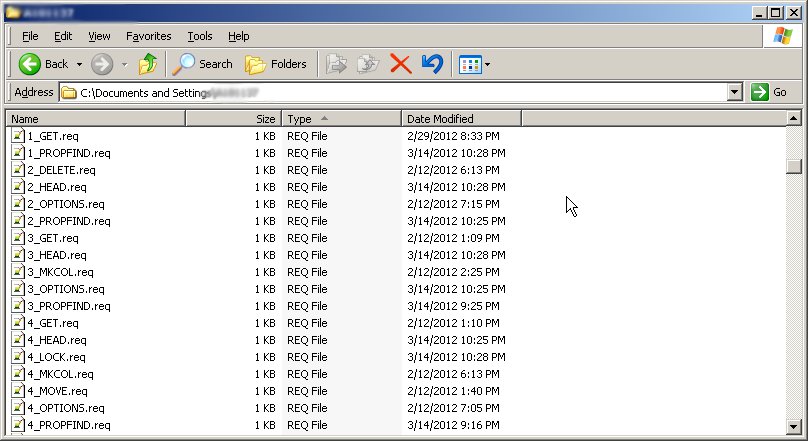 File Edit View Favorites Tools Help
Back Search Folders
Address C:\Documents and Settings Go
Name Size Type Date Modified
1_GET.req 1 KB REQ File 2/29/2012 8:33 PM
1_PROPFIND.req 1 KB REQ File 3/14/2012 10:28 PM
2_DELETE.req 1 KB REQ File 2/12/2012 6:13 PM
2_HEAD.req 1 KB REQ File 3/14/2012 10:28 PM
2_OPTIONS.req 1 KB REQ File 2/12/2012 7:15 PM
2_PROPFIND.req 1 KB REQ File 3/14/2012 10:25 PM
3_GET.req 1 KB REQ File 2/12/2012 1:09 PM
3_HEAD.req 1 KB REQ File 3/14/2012 10:28 PM
3_MKCOL.req 1 KB REQ File 2/12/2012 2:25 PM
3_OPTIONS.req 1 KB REQ File 3/14/2012 10:25 PM
3_PROPFIND.req 1 KB REQ File 3/14/2012 9:25 PM
4_GET.req 1 KB REQ File 2/12/2012 1:10 PM
4_HEAD.req 1 KB REQ File 3/14/2012 10:25 PM
4_LOCK.req 1 KB REQ File 3/14/2012 10:28 PM
4_MKCOL.req 1 KB REQ File 2/12/2012 6:13 PM
4_MOVE.req 1 KB REQ File 2/12/2012 1:40 PM
4_OPTIONS.req 1 KB REQ File 2/12/2012 7:05 PM
4_PROPFIND.req 1 KB REQ File 3/14/2012 9:16 PM